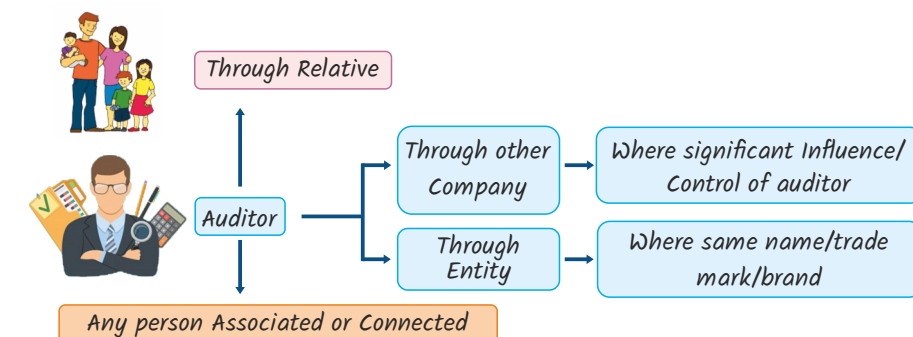 Through Relative
Through other
Company
Where significant Influence/
Control of auditor
Auditor
Through
Entity
Where same name/trade
mark/brand
Any person Associated or Connected